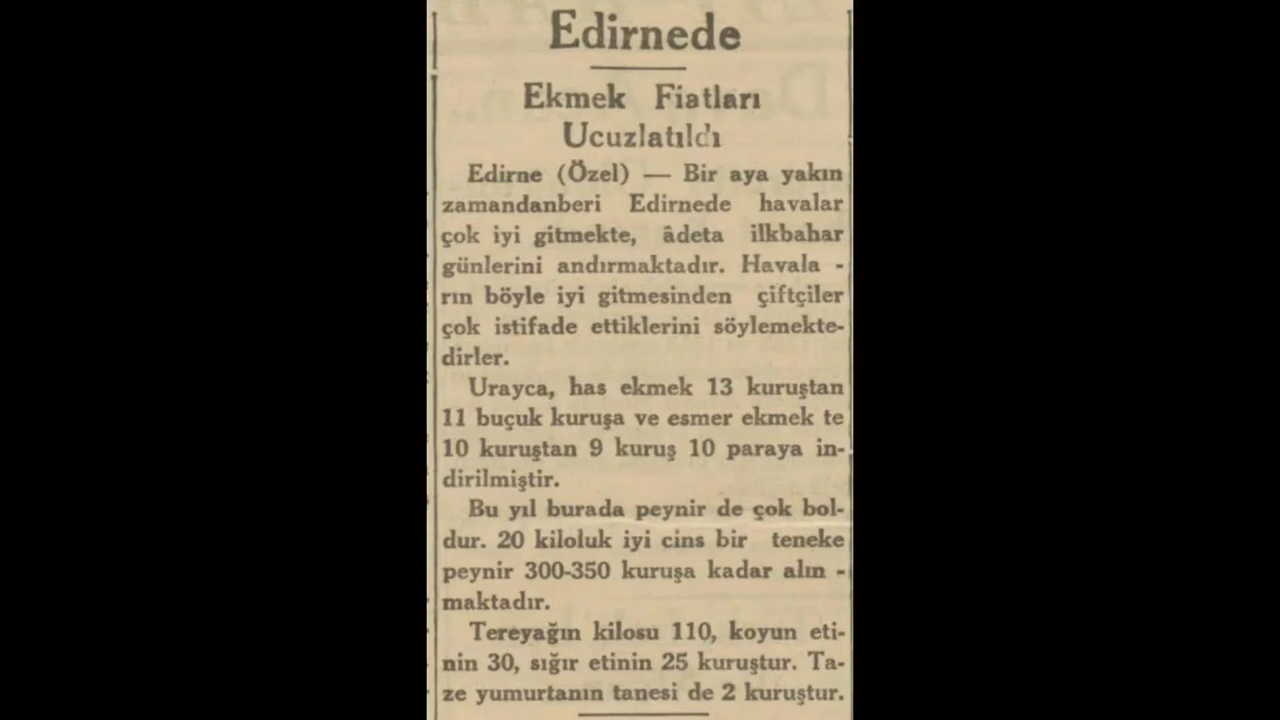 Edirnede
Ekmek Fiatları
Ucuzlatıldı
Edirne (Özel) — Bir aya yakın
zamandanberi Edirnede havalar
çok iyi gitmekte, âdeta ilkbahar
günlerini andırmaktadır. Havala -
rın böyle iyi gitmesinden çiftçiler
çok istifade ettiklerini söylemekte-
dirler.
Urayca, has ekmek 13 kuruştan
11 buçuk kuruşa ve esmer ekmek te
10 kuruştan 9 kuruş 10 paraya in-
dirilmiştir.
Bu yıl burada peynir de çok bol-
dur. 20 kiloluk iyi cins bir teneke
peynir 300-350 kuruşa kadar alın -
maktadır.
Tereyağın kilosu 110, koyun eti-
nin 30, sığır etinin 25 kuruştur. Ta-
ze yumurtanın tanesi de 2 kuruştur.